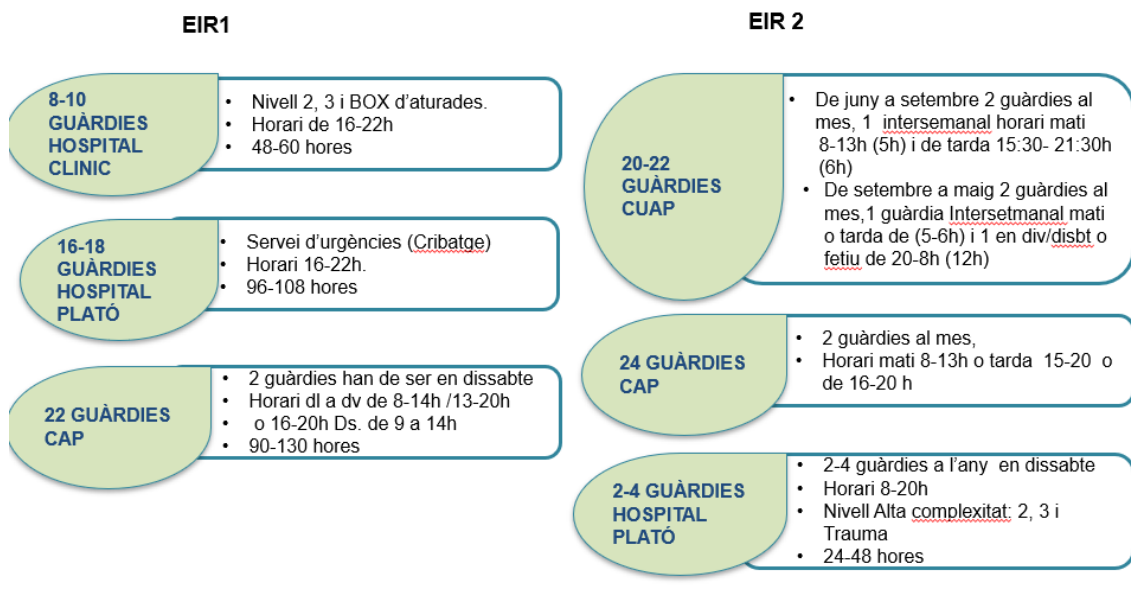 EIR1
8-10
GUÀRDIES
HOSPITAL
CLINIC
• Nivell 2, 3 i BOX d’aturades.
• Horari de 16-22h
• 48-60 hores
16-18
GUÀRDIES
HOSPITAL
PLATÓ
• Servei d’urgències (Cribatge)
• Horari 16-22h.
• 96-108 hores
22 GUÀRDIES
CAP
• 2 guàrdies han de ser en dissabte
• Horari dl a dv de 8-14h /13-20h
• o 16-20h Ds. de 9 a 14h
• 90-130 hores
EIR 2
20-22
GUÀRDIES
CUAP
• De juny a setembre 2 guàrdies al
mes, 1 intersemanal horari mati
8-13h (5h) i de tarda 15:30- 21:30h
(6h)
• De setembre a maig 2 guàrdies al
mes,1 guàrdia Intersetmanal mati
o tarda de (5-6h) i 1 en div/disbt o
fetiu de 20-8h (12h)
24 GUÀRDIES
CAP
• 2 guàrdies al mes,
• Horari mati 8-13h o tarda 15-20 o
de 16-20 h
2-4 GUÀRDIES
HOSPITAL
PLATÓ
• 2-4 guàrdies a l’any en dissabte
• Horari 8-20h
• Nivell Alta complexitat: 2, 3 i
Trauma
• 24-48 hores